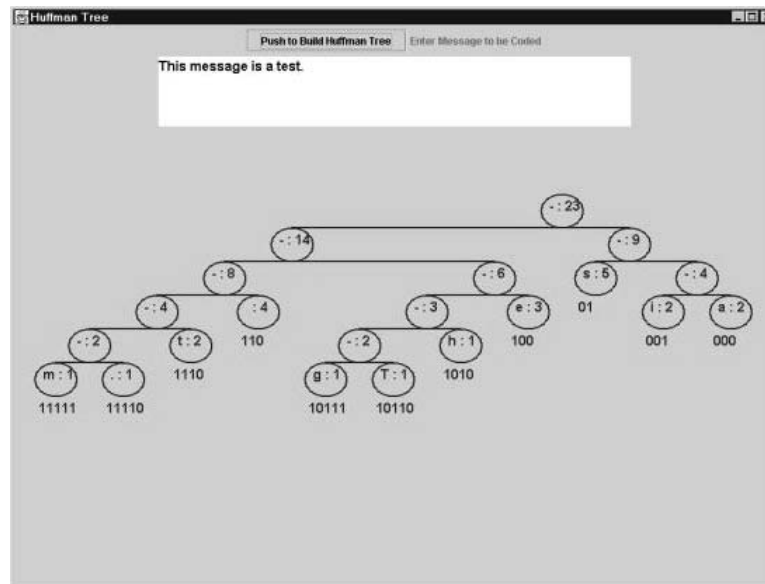 Huffman Tree
Push to Build Huffman Tree Enter Message to be Coded
This message is a test.
- : 23
- : 14 - : 9
- : 8 - : 6 s : 5 - : 4
- : 4 : 4 - : 3 e : 3 i : 2 a : 2
01
- : 2 t : 2 - : 2 h : 1
110 100 001 000
m : 1 . : 1 g : 1 T : 1
1110 1010
11111 11110 10111 10110